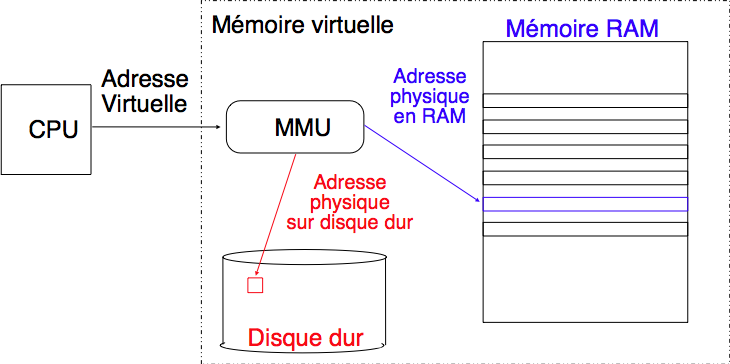 Mémoire virtuelle
Mémoire RAM
Adresse
Virtuelle
CPU
MMU
Adresse
physique
en RAM
Adresse
physique
sur disque dur
Disque dur